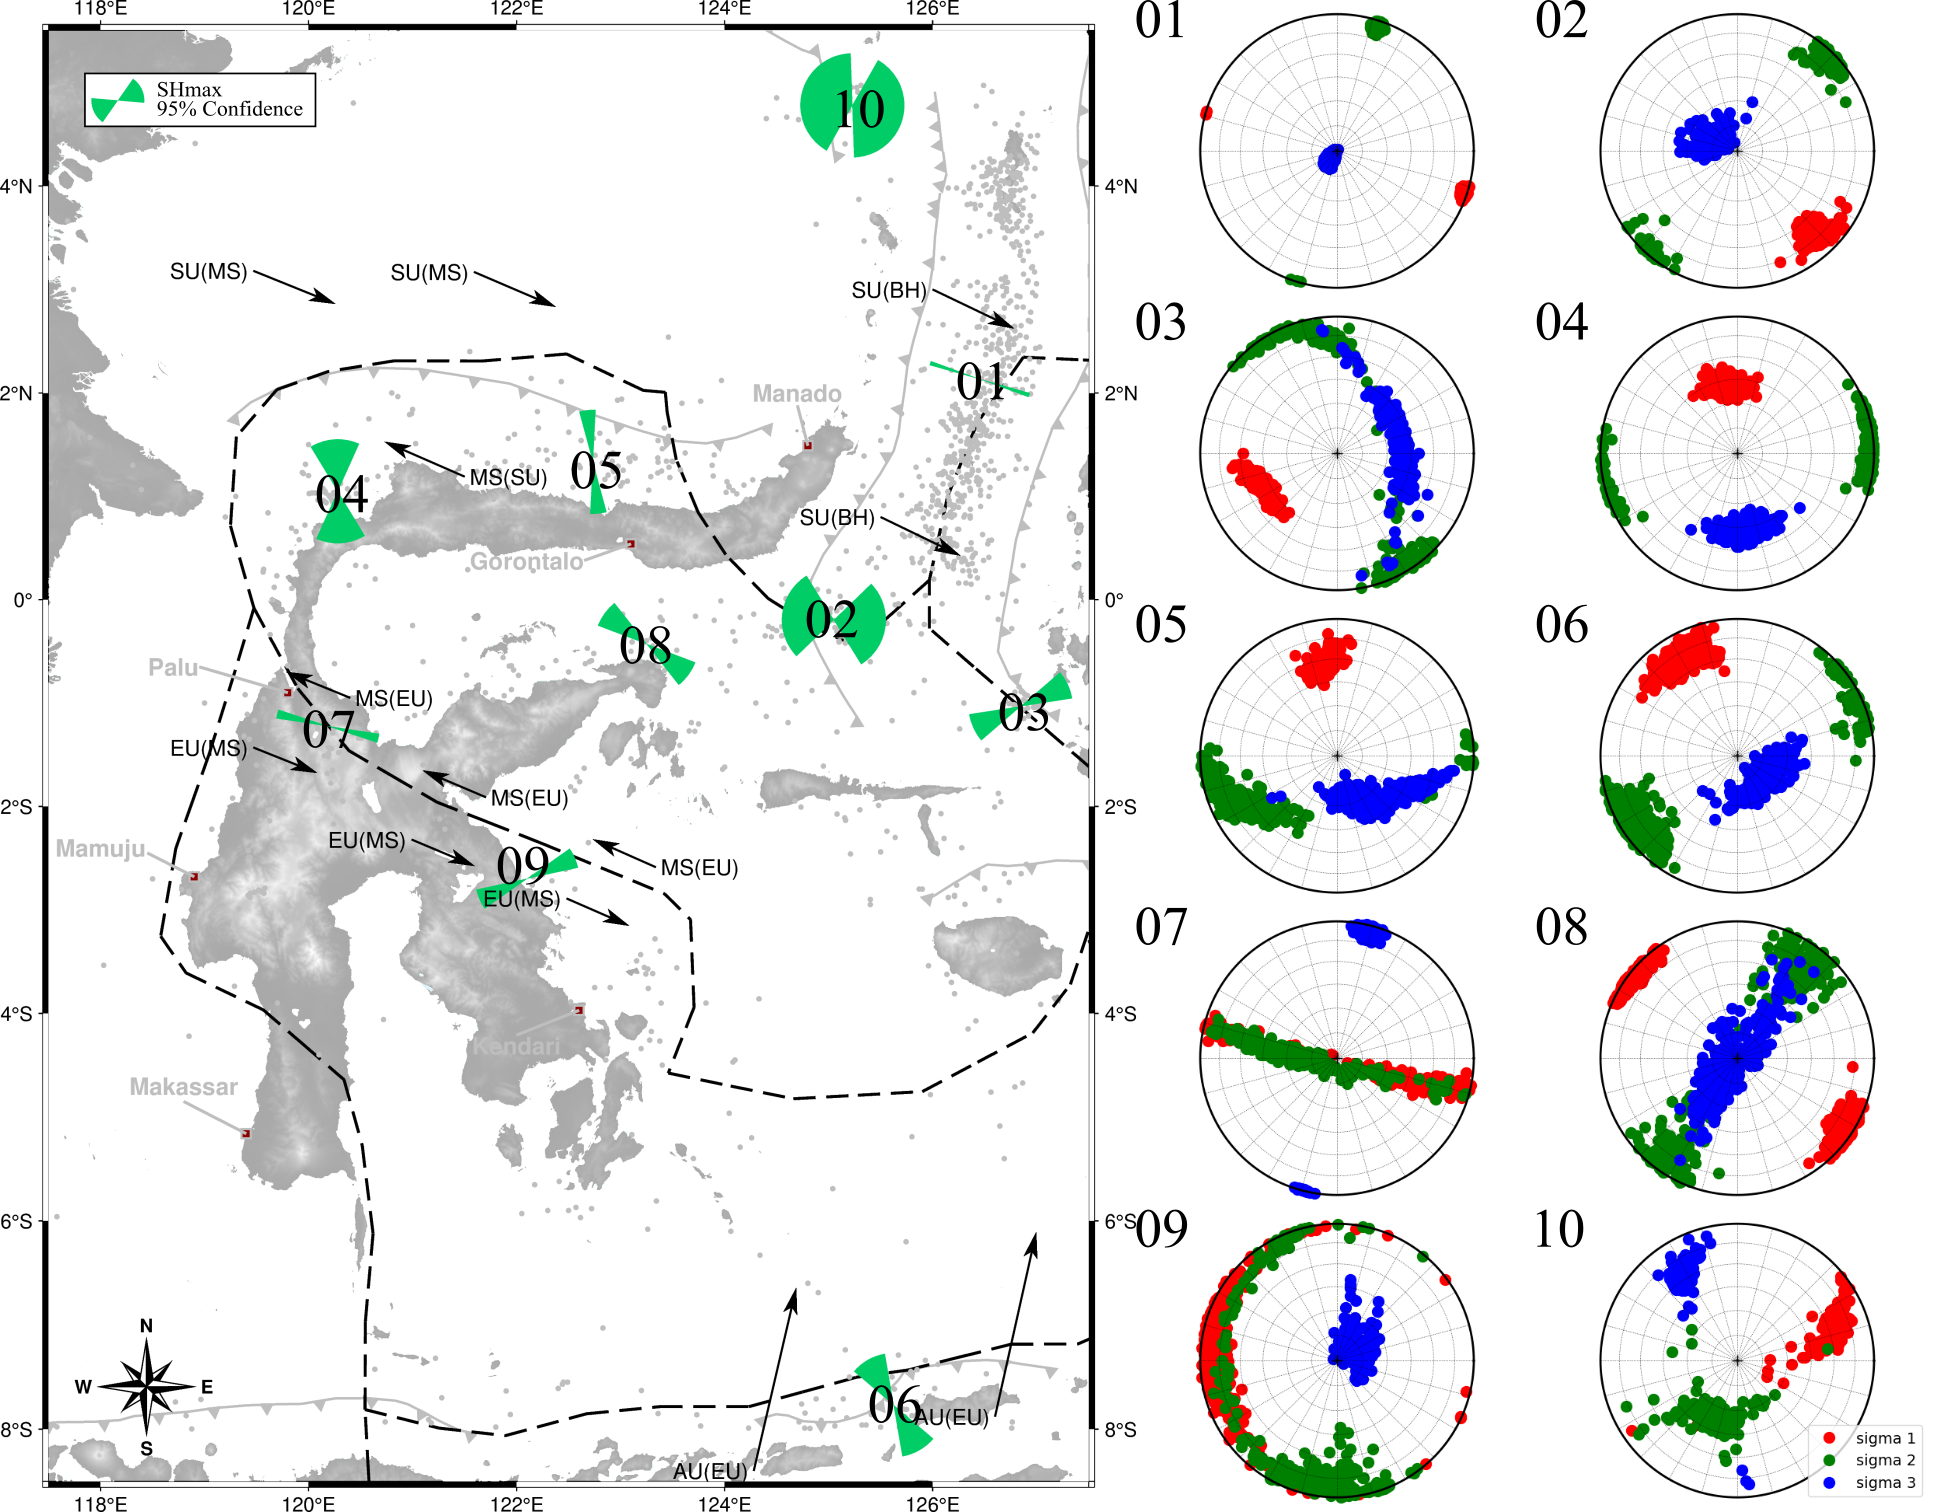 118°E 120°E 122°E 124°E 126°E
SHmax
95% Confidence
10
4°N 4°N
SU(MS) SU(MS)
SU(BH)
2°N 2°N
01
Manado
04
05
MS(SU)
SU(BH)
Gorontalo
0° 0°
02
08
Palu
MS(EU)
03
07
EU(MS)
MS(EU)
2°S 2°S
EU(MS)
Mamuju
09
MS(EU)
EU(MS)
4°S 4°S
Kendari
Makassar
6°S 6°S
N
W E
S
06
AU(EU)
8°S 8°S
AU(EU)
118°E 120°E 122°E 124°E 126°E
01 02
03 04
05 06
07 08
09 10
sigma 1
sigma 2
sigma 3